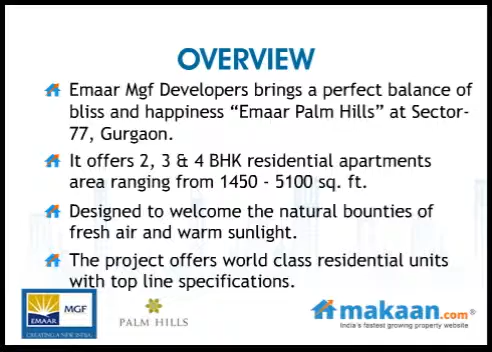 OVERVIEW
Emaar Mgf Developers brings a perfect balance of
bliss and happiness “Emaar Palm Hills” at Sector-
77, Gurgaon.
It offers 2, 3 & 4 BHK residential apartments
area ranging from 1450 - 5100 sq. ft.
Designed to welcome the natural bounties of
fresh air and warm sunlight.
The project offers world class residential units
with top line specifications.
EMAAR MGF
CREATING A NEW INDIA
PALM HILLS
makaan.com®
India's fastest growing property website